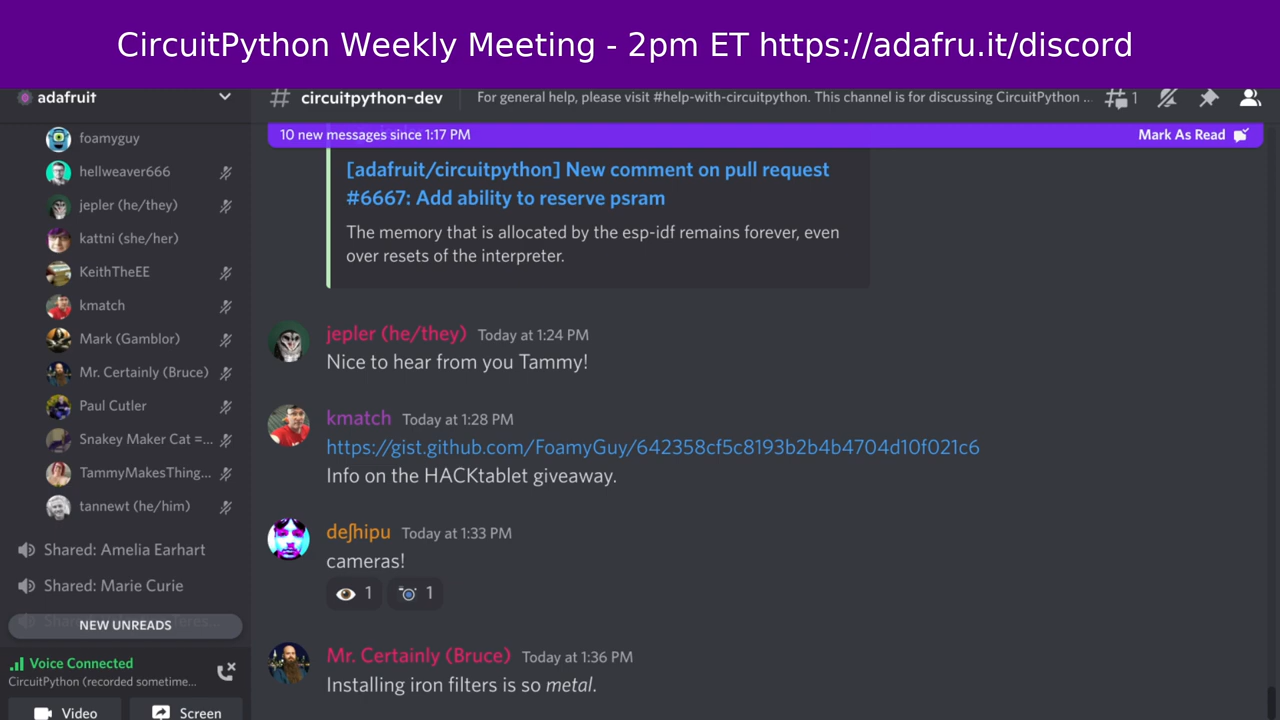 CircuitPython Weekly Meeting - 2pm ET https://adafru.it/discord
adafruit
foamyguy
hellweaver666
jepler (he/they)
kattni (she/her)
KeithTheEE
kmatch
Mark (Gamblor)
Mr. Certainly (Bruce)
Paul Cutler
Snakey Maker Cat =...
TammyMakesThing...
tannewt (he/him)
Shared: Amelia Earhart
Shared: Marie Curie
NEW UNREADS
Voice Connected
CircuitPython (recorded sometime...
Video
Screen
# circuitpython-dev
For general help, please visit #help-with-circuitpython. This channel is for discussing CircuitPython ...
1
10 new messages since 1:17 PM
Mark As Read
[adafruit/circuitpython] New comment on pull request
#6667: Add ability to reserve psram
The memory that is allocated by the esp-idf remains forever, even
over resets of the interpreter.
jepler (he/they) Today at 1:24 PM
Nice to hear from you Tammy!
kmatch Today at 1:28 PM
https://gist.github.com/FoamyGuy/642358cf5c8193b2b4b4704d10f021c6
Info on the HACKtablet giveaway.
deʃhipu Today at 1:33 PM
cameras!
1 1
Mr. Certainly (Bruce) Today at 1:36 PM
Installing iron filters is so metal.